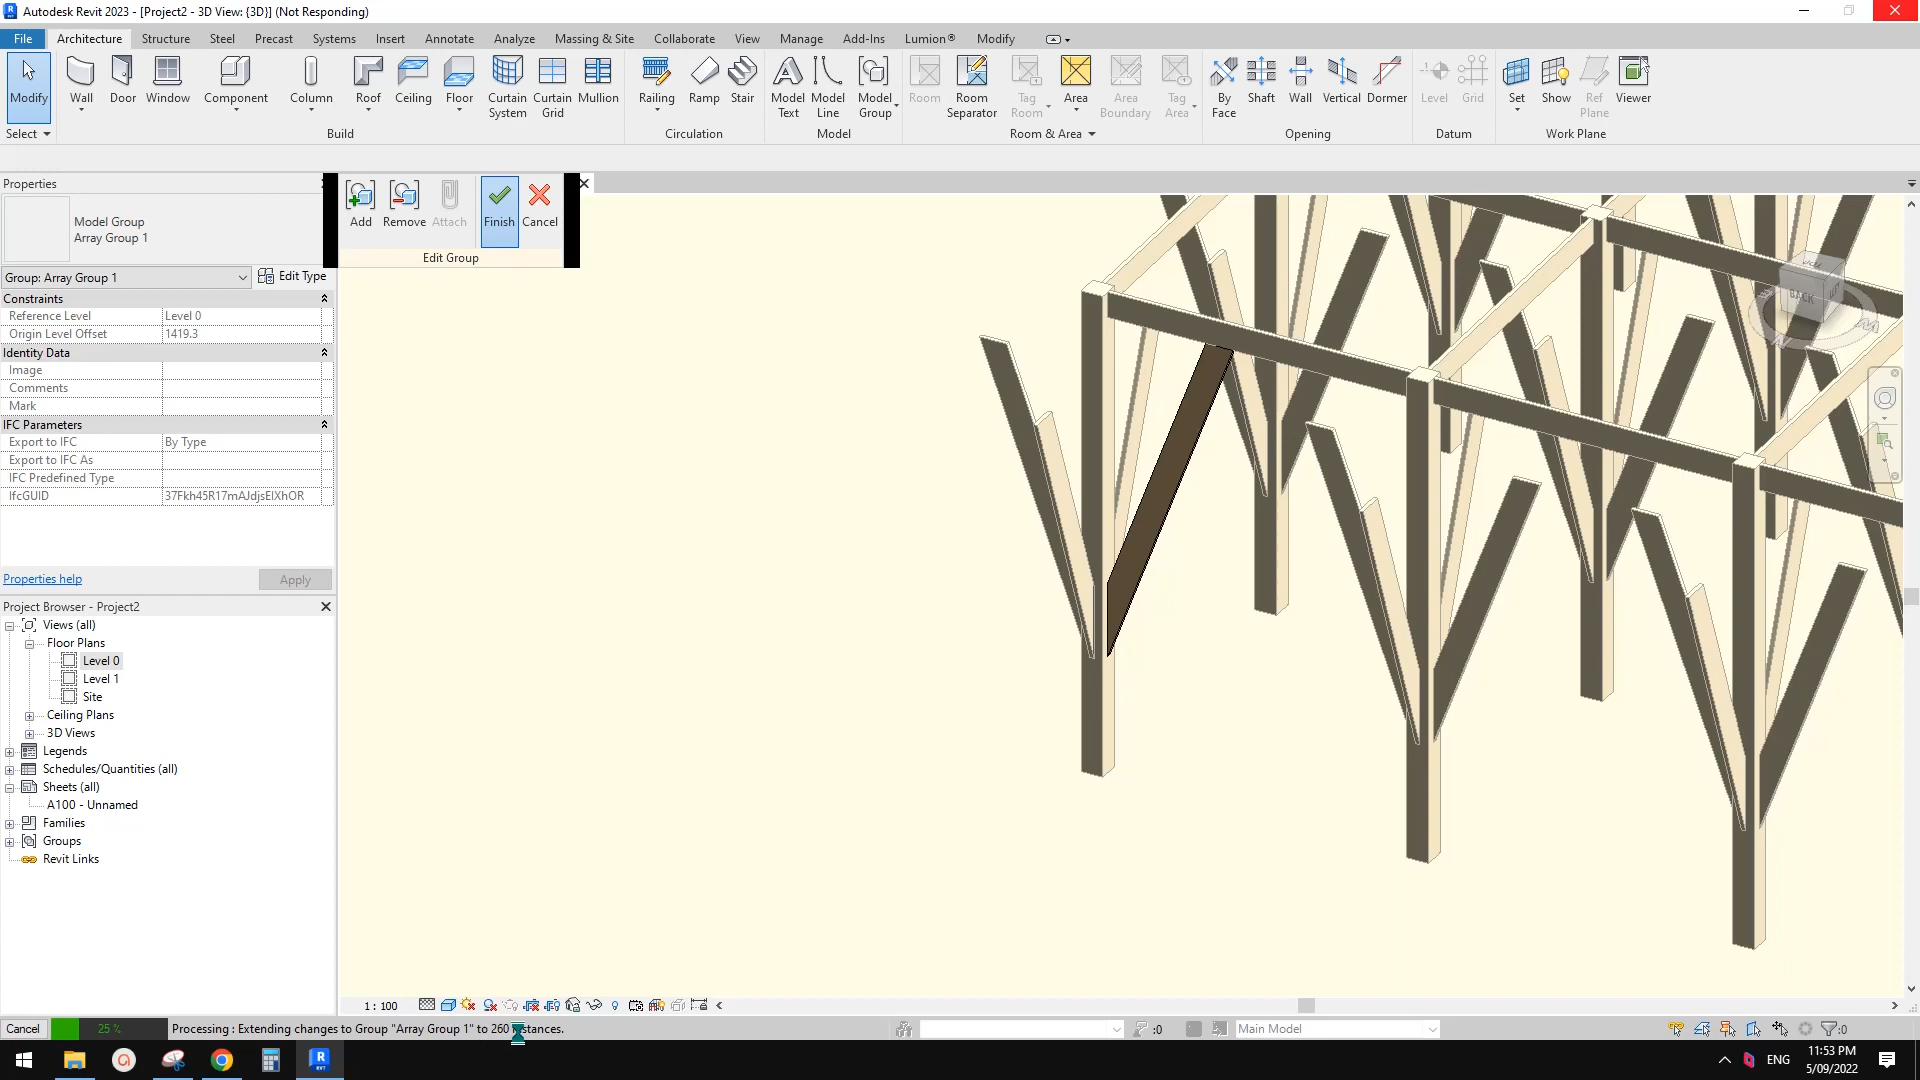 Autodesk Revit 2023 - [Project2 - 3D View: {3D}] (Not Responding)
File Architecture Structure Steel Precast Systems Insert Annotate Analyze Massing & Site Collaborate View Manage Add-Ins Lumion® Modify
Modify Wall Door Window Component Column Roof Ceiling Floor Curtain System Curtain Grid Mullion Railing Ramp Stair Model Text Model Line Model Group Room Room Separator Tag Room Area Area Boundary Tag Area By Face Shaft Wall Vertical Dormer Level Grid Set Show Ref Plane Viewer
Select Build Circulation Model Room & Area Opening Datum Work Plane
Properties
Add Remove Attach Finish Cancel
Edit Group
Model Group
Array Group 1
Group: Array Group 1 Edit Type
Constraints
Reference Level Level 0
Origin Level Offset 1419.3
Identity Data
Image
Comments
Mark
IFC Parameters
Export to IFC By Type
Export to IFC As
IFC Predefined Type
IfcGUID
Properties help Apply
Project Browser - Project2
Views (all)
Floor Plans
Level 0
Level 1
Site
Ceiling Plans
3D Views
Legends
Schedules/Quantities (all)
Sheets (all)
A100 - Unnamed
Families
Groups
Revit Links
BACK
1 : 100
Cancel 25 % Processing : Extending changes to Group "Array Group 1" to 260 instances. :0 Main Model :0
ENG 11:53 PM
5/09/2022